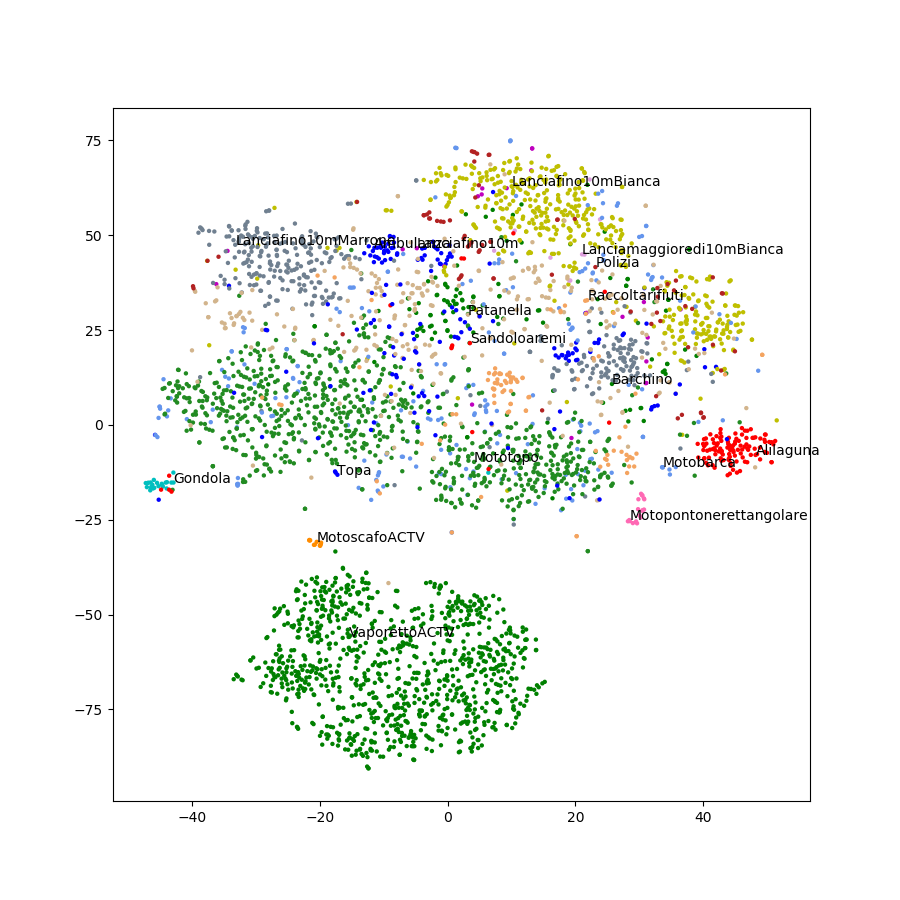 75
50
25
0
−25
−50
−75
−40
−20
0
20
40
Lanciafino10mBianca
Lanciafino10mMarrone
Ambulanza
Lanciafino10m
Lanciamaggioredi10mBianca
Polizia
Raccoltarifiuti
Patanella
Sandoloaremi
Barchino
Alilaguna
Mototopo
Motobarca
Topa
Gondola
Motopontonerettangolare
MotoscafoACTV
VaporettoACTV